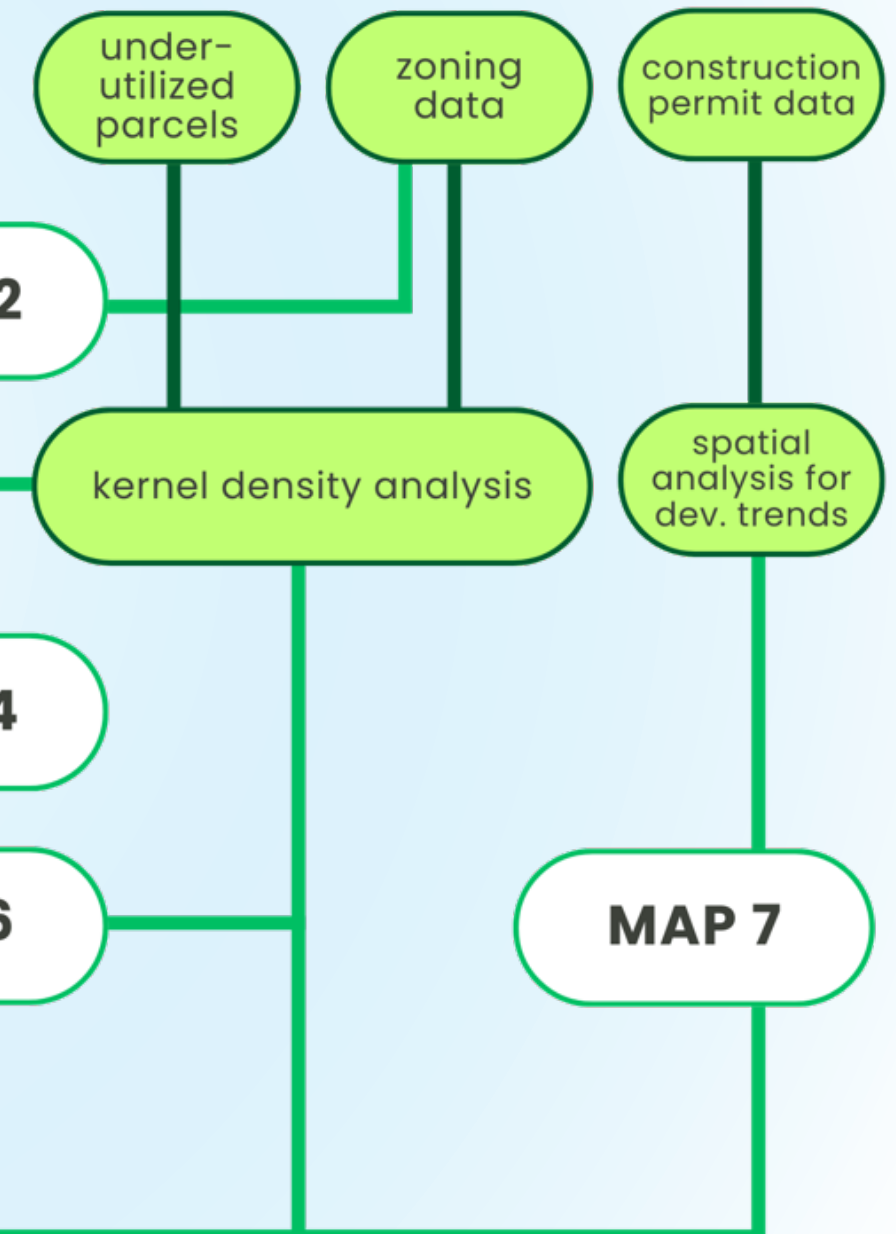 under-
utilized
parcels
zoning
data
construction
permit data
2
kernel density analysis
spatial
analysis for
dev. trends
4
6
MAP 7